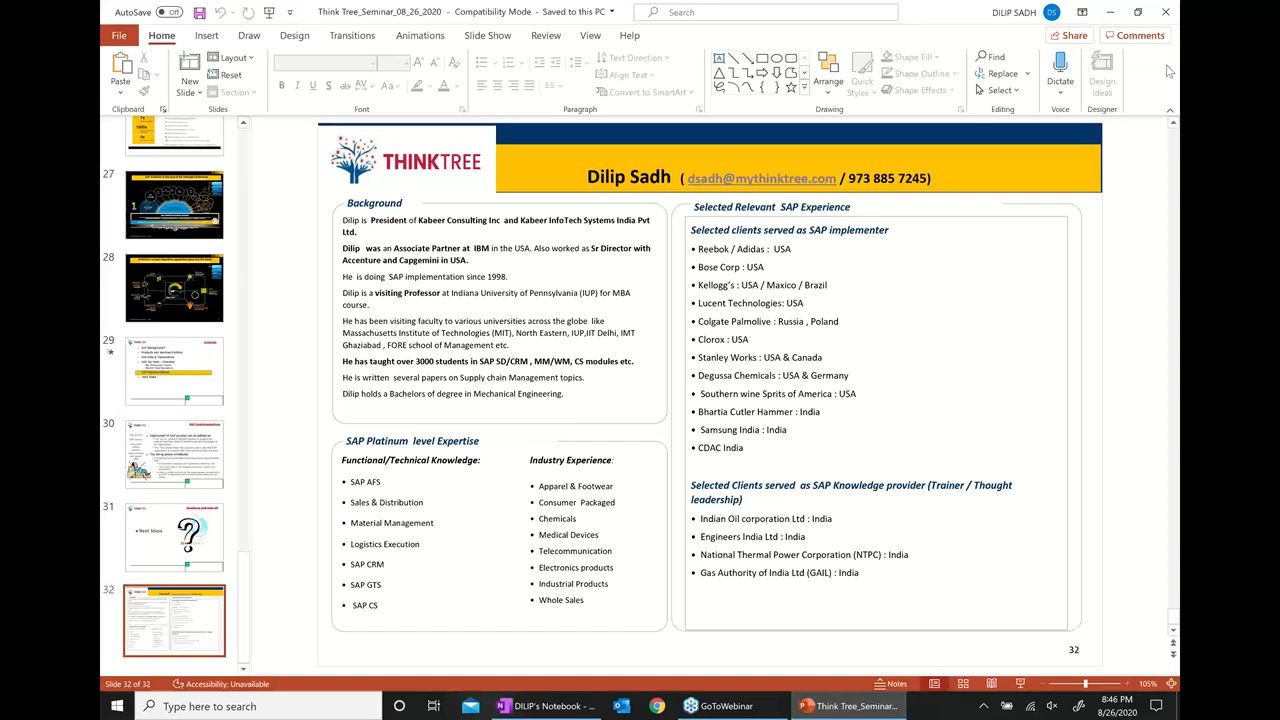 AutoSave Off
Think Tree_Seminar_08_26_2020 - Compatibility Mode - Saved to this PC
Search
DILIP SADH
DS
File Home Insert Draw Design Transitions Animations Slide Show Review View Help
Share Comments
Paste
New Slide
Layout
Reset
Section
Text Direction
Align Text
Convert to SmartArt
Arrange
Quick Styles
Shape Fill
Shape Outline
Shape Effects
Find
Replace
Select
Dictate
Design Ideas
Clipboard Slides Font Paragraph Drawing Editing Voice Designer
27
28
29
30
31
Next Steps
32
THINKTREE
Dilip Sadh ( dsadh@mythinktree.com / 973 885 7245)
Background
Dilip is President of Kabeer Consulting Inc and Kabeer InfoTech Systems India Pvt
Ltd.
Dilip was an Associate Partner at IBM in the USA. Also worked as Sr Director with
Accenture and Capgemini in USA.
He is doing SAP implementation since 1998.
Dilip is a visiting Professor at Indiana University of Pennsylvania (IUP) for MBA
course.
He has been visiting faculty to various universities across the globe like
Massachusetts Institute of Technologies (MIT), North Eastern, IUP,IIT Delhi, IMT
Ghaziabad , FORE school of Management etc.
He has taught over students in SAP SD/CRM , MM/WM, CS modules etc.
He is written several papers on Supply chain Management topics.
Dilip holds a Bachelors of degree in Mechanical Engineering.
SAP Platinum level Expertise
Functional/Technical Knowledge:
• SAP AFS
• Sales & Distribution
• Material Management
• Logistics Execution
• SAP CRM
• SAP GTS
SAP CS
Industry Experience
• Apparel & Footwear
• Consumer Packaged
• Chemicals
• Medical Devices
• Telecommunication
• Electronics products
• Industrial Products
• Whole Sales
Selected Relevant SAP Experience
Selected clients served as SAP implementer
• Reebok / Adidas : USA
• Bose Corp : USA
• Kellogg's : USA / Maxico / Brazil
• Lucent Technologies: USA
• Colgate Palmolive : Russia , Poland
• Clorox : USA
• Stanley Works : USA & Canada
• Degussa Chemicals : USA & Germany
• Southern wine Sprits of America : USA
• Bhartia Cutler Hammer : India
• Samsung India : India
• CDAC India
Selected Clients served as SAP Knowledge provider (Trainer / Thought
leadership)
• Indian Oil corporation Ltd : India
• Engineers India Ltd : India
• National Thermal Power Corporation (NTPC) : India
• Gas Authority of India Ltd (GAIL) : India
32
Slide 32 of 32 Accessibility: Unavailable
Notes
105%
Type here to search
DILIP's Notebook - ...
GoToWebinar
Think Tree_Seminar...
8:46 PM
8/26/2020